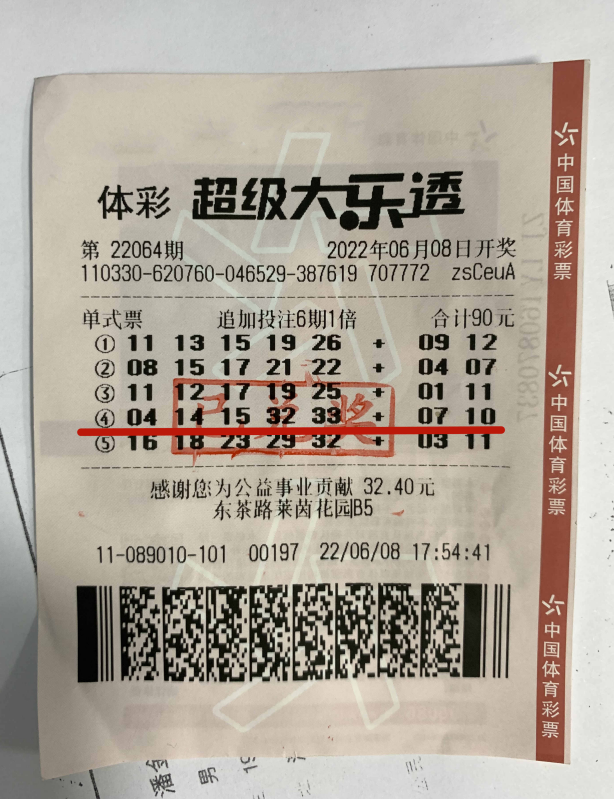 体彩 超级大乐透
第 22064期 2022年06月08日开奖
110330-620760-046529-387619 707772 zsCeuA
单式票 追加投注6期1倍 合计90元
① 11 13 15 19 26 + 09 12
② 08 15 17 21 22 + 04 07
③ 11 12 17 19 25 + 01 11
④ 04 14 15 32 33 + 07 10
⑤ 16 18 23 29 32 + 03 11
已兑奖
感谢您为公益事业贡献 32.40元
东茶路莱茵花园B5
11-089010-101 00197 22/06/08 17:54:41
中国体育彩票
中国体育彩票
中国体育彩票
男